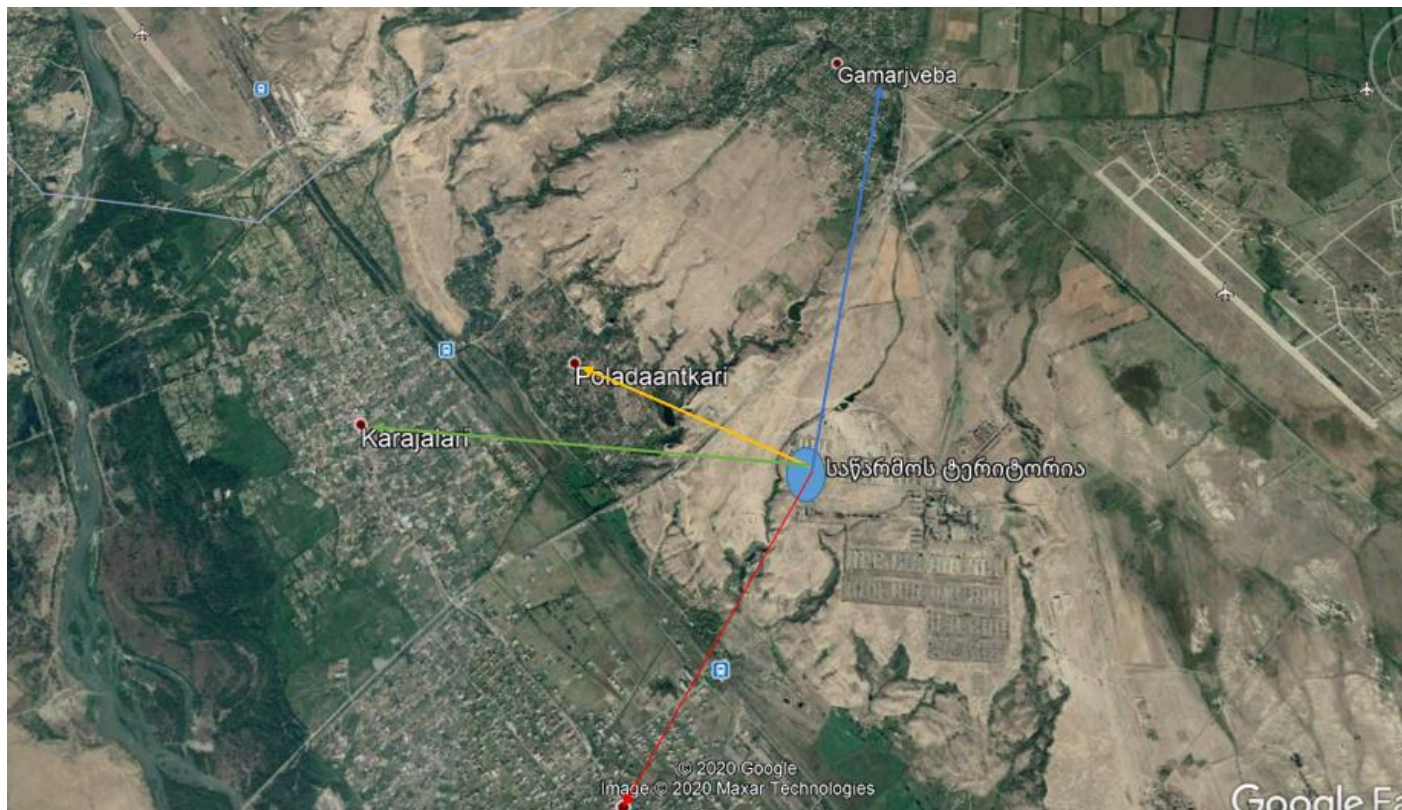 Gamarjveba
Poladaantkari
Karajalari
საწარმოს ტერიტორია
© 2020 Google
Image © 2020 Maxar Technologies
Google Ea